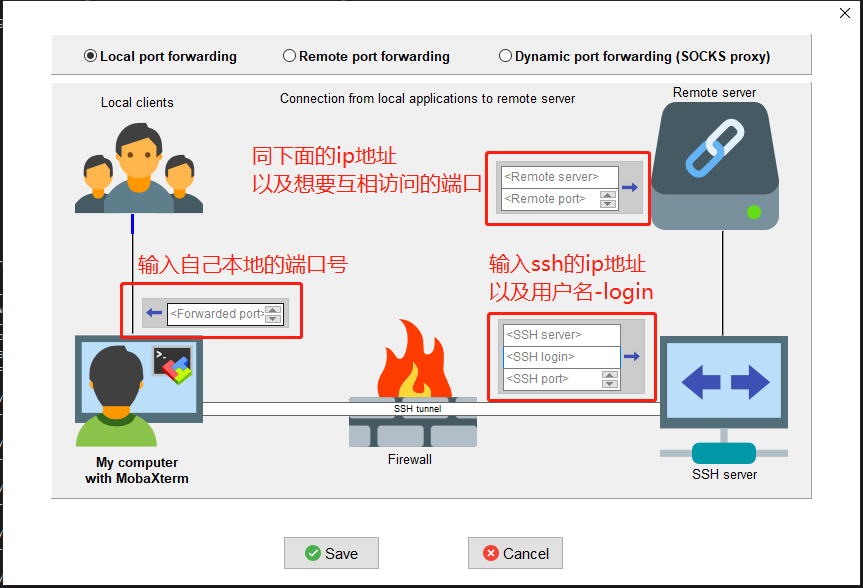 Local port forwarding
Remote port forwarding
Dynamic port forwarding (SOCKS proxy)
Local clients
Connection from local applications to remote server
Remote server
同下面的ip地址
以及想要互相访问的端口
<Remote server>
<Remote port>
输入自己本地的端口号
<Forwarded port>
输入ssh的ip地址
以及用户名-login
<SSH server>
<SSH login>
<SSH port>
SSH tunnel
Firewall
My computer
with MobaXterm
SSH server
Save
Cancel